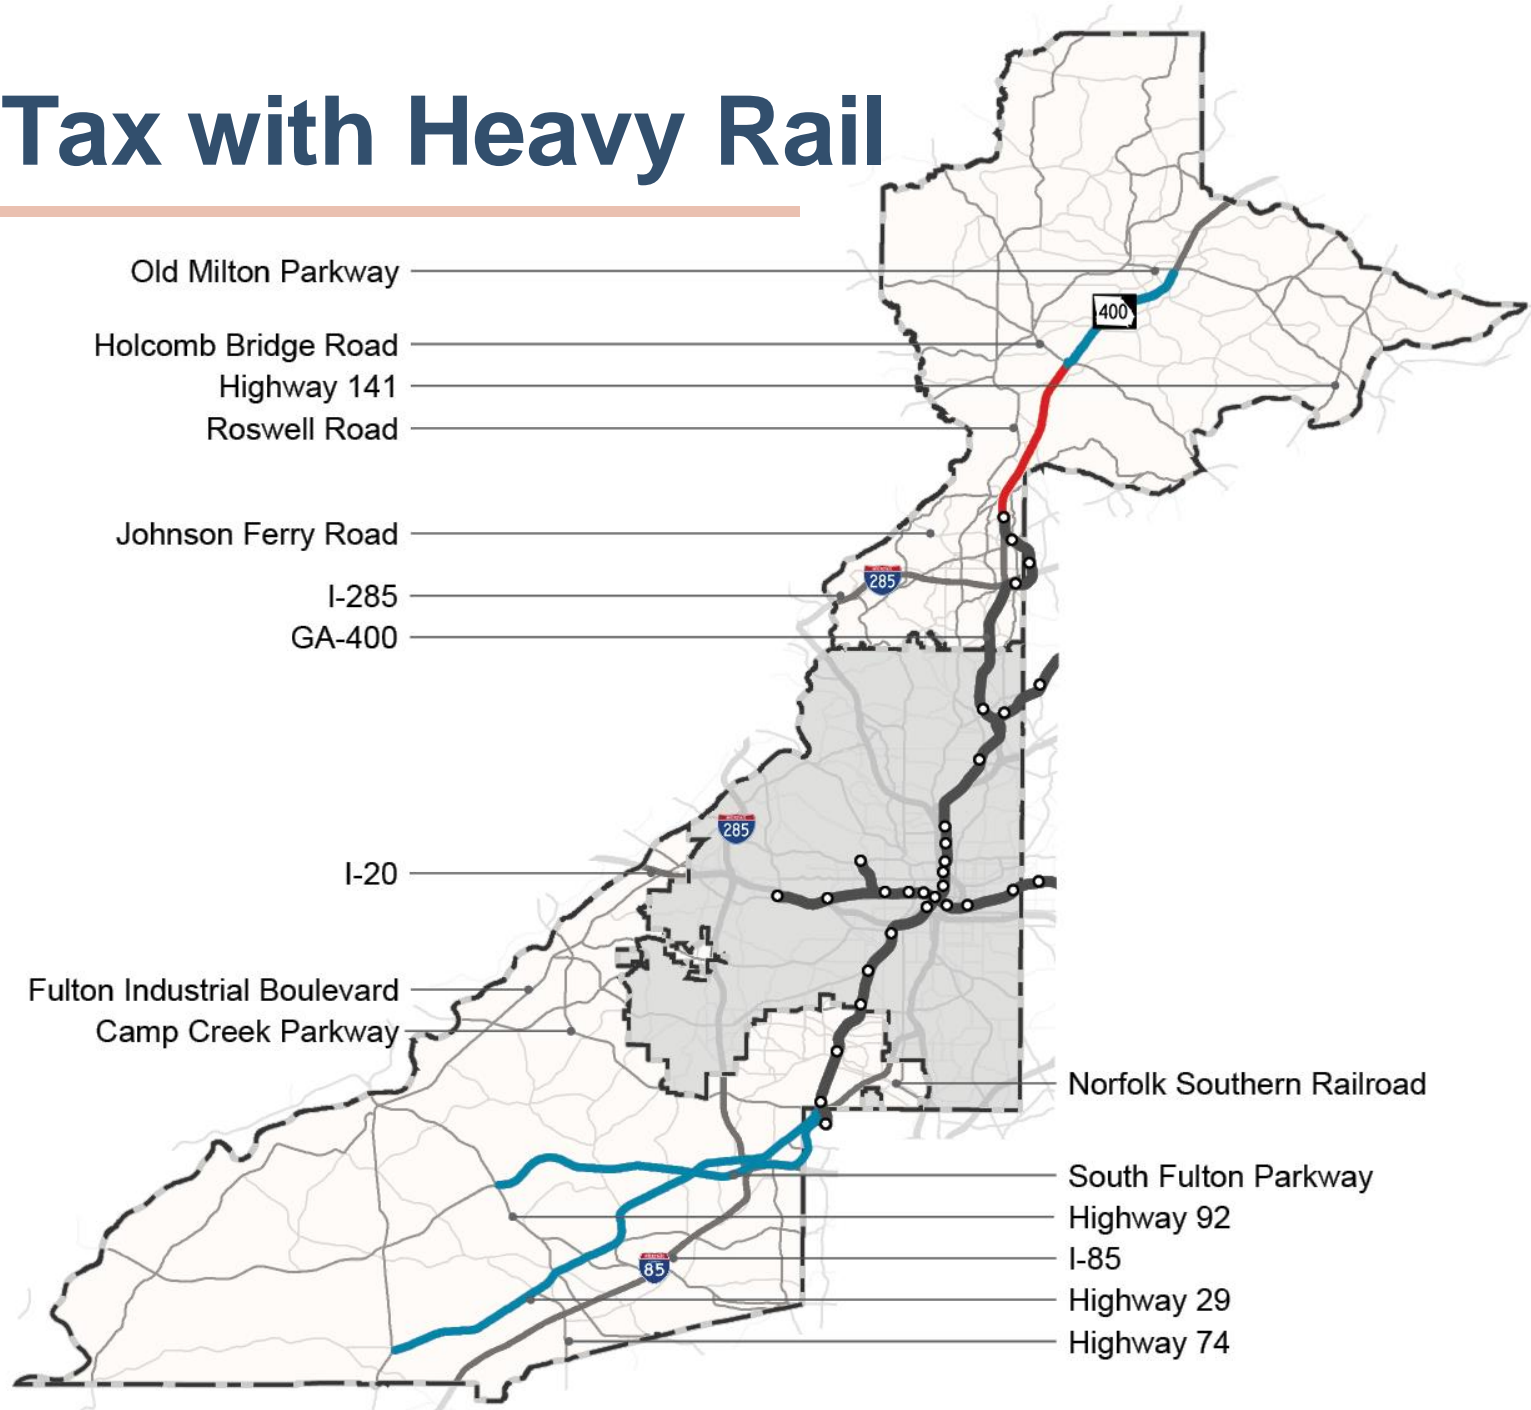 Tax with Heavy Rail
Old Milton Parkway
400
Holcomb Bridge Road
Highway 141
Roswell Road
Johnson Ferry Road
285
I-285
GA-400
285
I-20
Fulton Industrial Boulevard
Camp Creek Parkway
Norfolk Southern Railroad
South Fulton Parkway
Highway 92
I-85
85
Highway 29
Highway 74